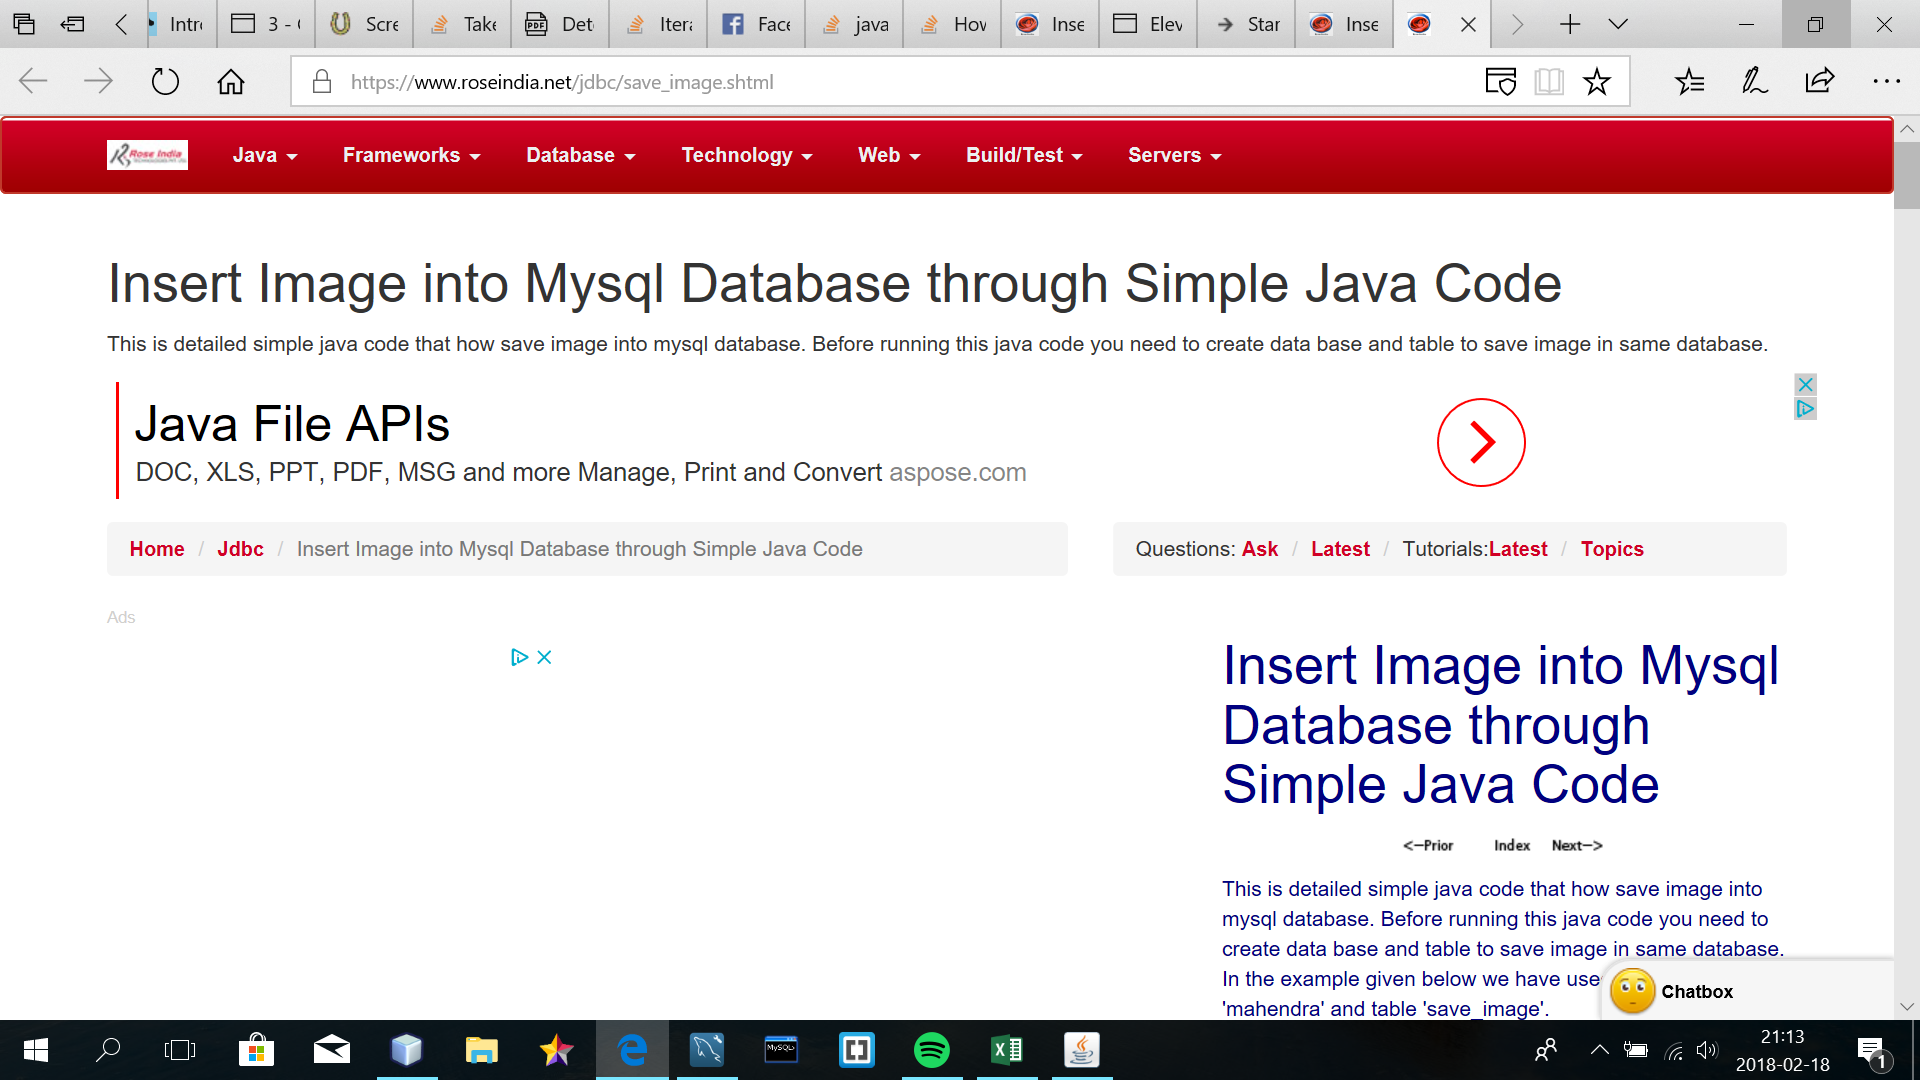 Intro
3 - (
Scre
Take
Det
Itera
Face
java
How
Inse
Elev
Star
Inse
https://www.roseindia.net/jdbc/save_image.shtml
Rose India
Java
Frameworks
Database
Technology
Web
Build/Test
Servers
Insert Image into Mysql Database through Simple Java Code
This is detailed simple java code that how save image into mysql database. Before running this java code you need to create data base and table to save image in same database.
Java File APIs
DOC, XLS, PPT, PDF, MSG and more Manage, Print and Convert aspose.com
Home / Jdbc / Insert Image into Mysql Database through Simple Java Code
Questions: Ask / Latest / Tutorials:Latest / Topics
Ads
Insert Image into Mysql
Database through
Simple Java Code
<--Prior Index Next-->
This is detailed simple java code that how save image into
mysql database. Before running this java code you need to
create data base and table to save image in same database.
In the example given below we have use
'mahendra' and table 'save_image'.
Chatbox
MySQL>
21:13
2018-02-18
1